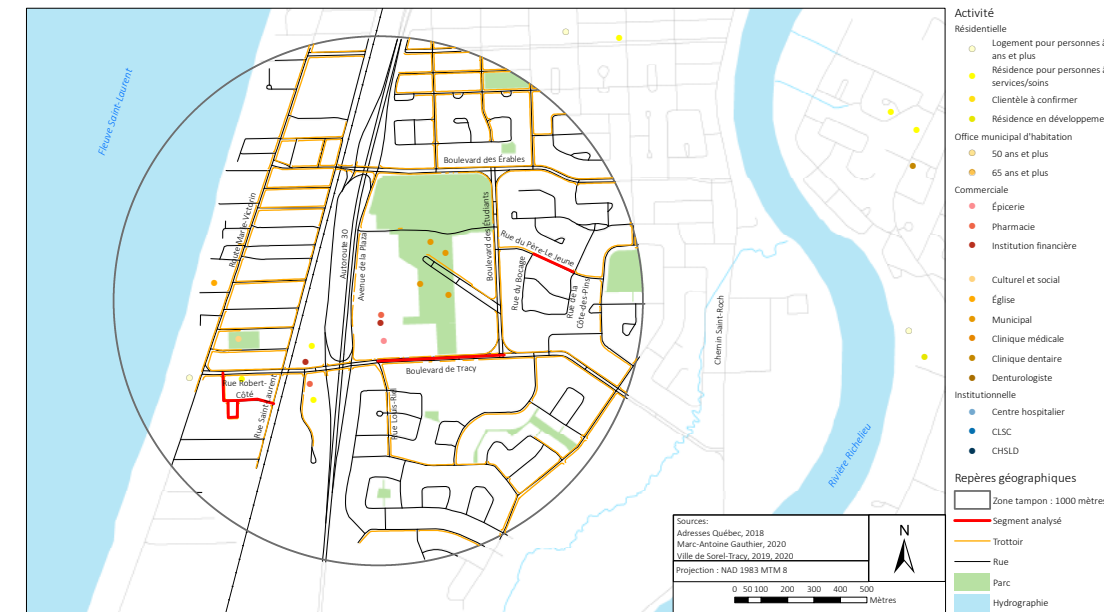 Fleuve Saint-Laurent
Boulevard des Érables
Route Marie-Victorin
Autoroute 30
Avenue de la Plaza
Boulevard des Étudiants
Rue du Père-Le Jeune
Rue du Bocage
Rue de la
Côte-des-Pins
Chemin Saint-Roch
Boulevard de Tracy
Rue Robert-
Côté
Rue Saint-Laurent
Rue Louis-Riel
Rivière Richelieu
Sources:
Adresses Québec, 2018
Marc-Antoine Gauthier, 2020
Ville de Sorel-Tracy, 2019, 2020
Projection : NAD 1983 MTM 8
N
0 50 100 200 300 400 500
Mètres
Activité
Résidentielle
Logement pour personnes
ans et plus
Résidence pour personnes
services/soins
Clientèle à confirmer
Résidence en développeme
Office municipal d'habitation
50 ans et plus
65 ans et plus
Commerciale
Épicerie
Pharmacie
Institution financière
Culturel et social
Église
Municipal
Clinique médicale
Clinique dentaire
Denturologiste
Institutionnelle
Centre hospitalier
CLSC
CHSLD
Repères géographiques
Zone tampon : 1000 mètres
Segment analysé
Trottoir
Rue
Parc
Hydrographie